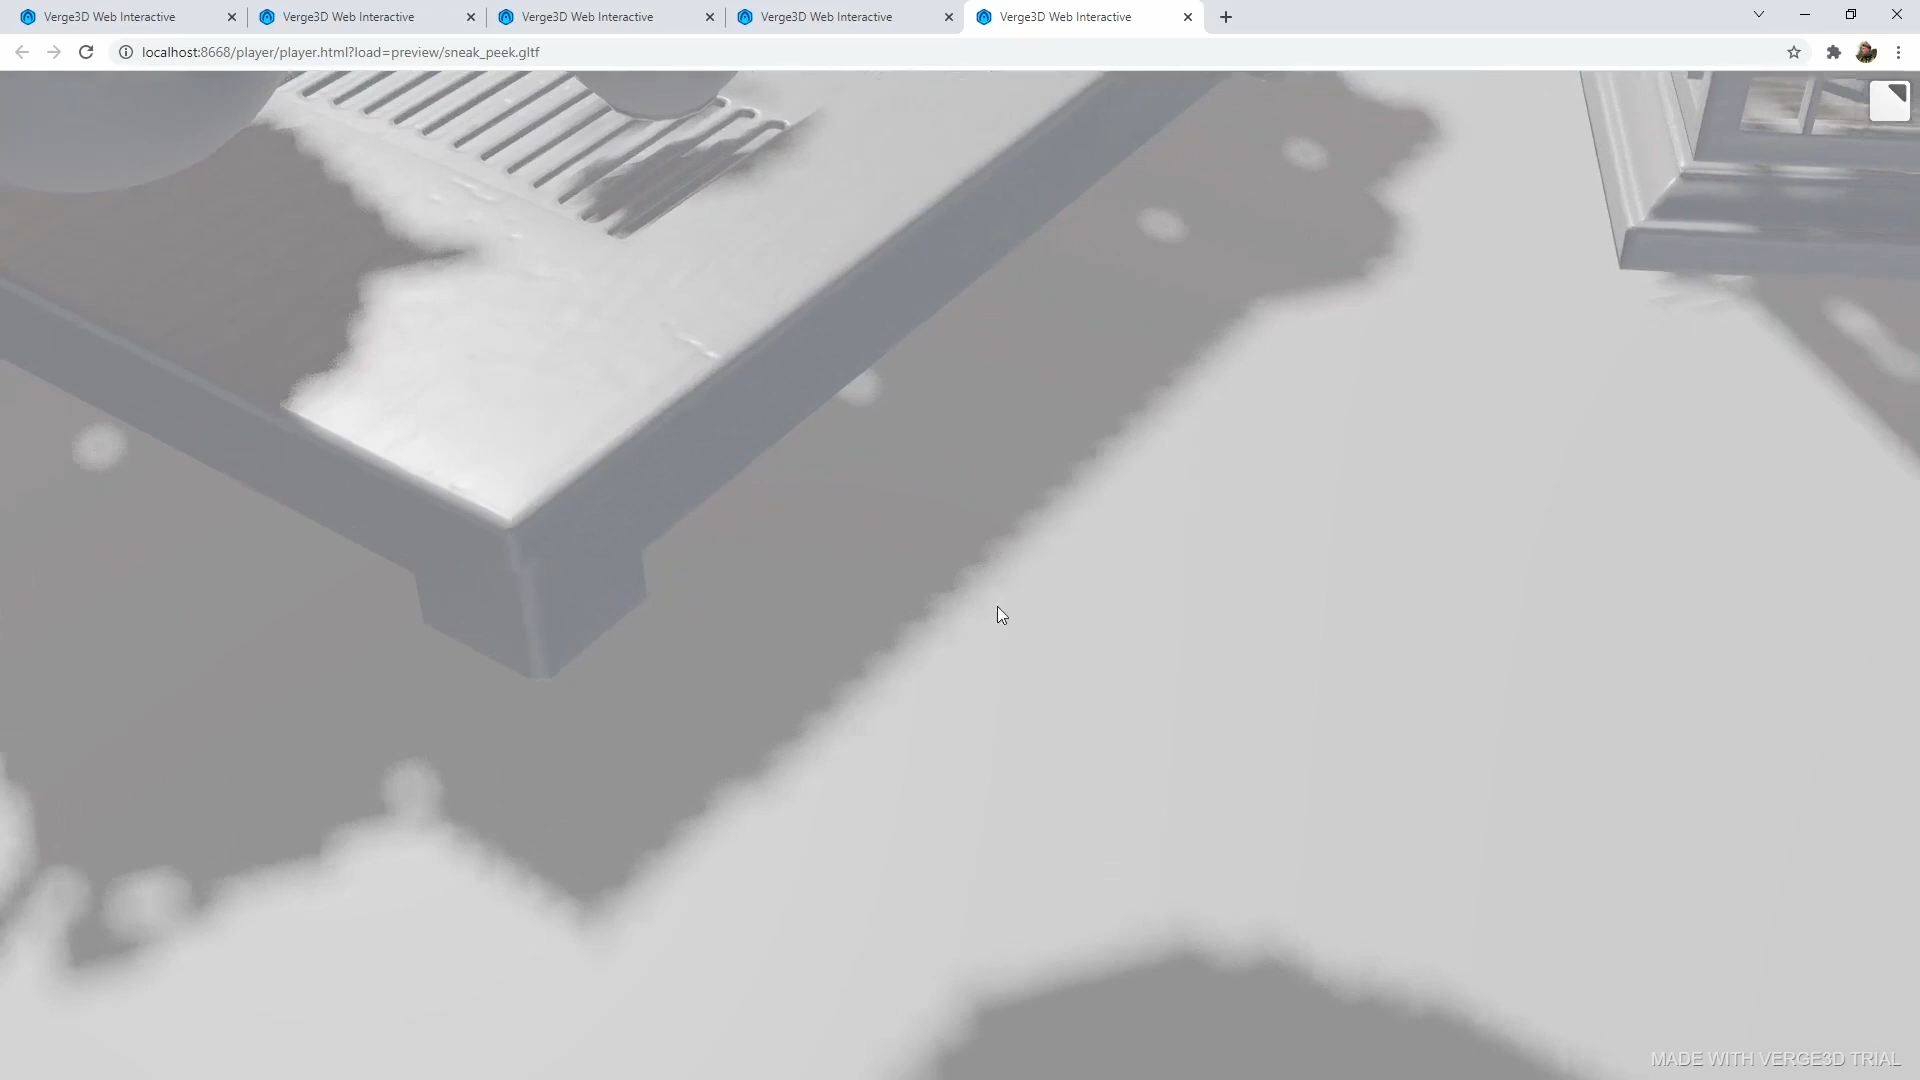 Verge3D Web Interactive
Verge3D Web Interactive
Verge3D Web Interactive
Verge3D Web Interactive
Verge3D Web Interactive
localhost:8668/player/player.html?load=preview/sneak_peek.gltf
MADE WITH VERGE3D TRIAL